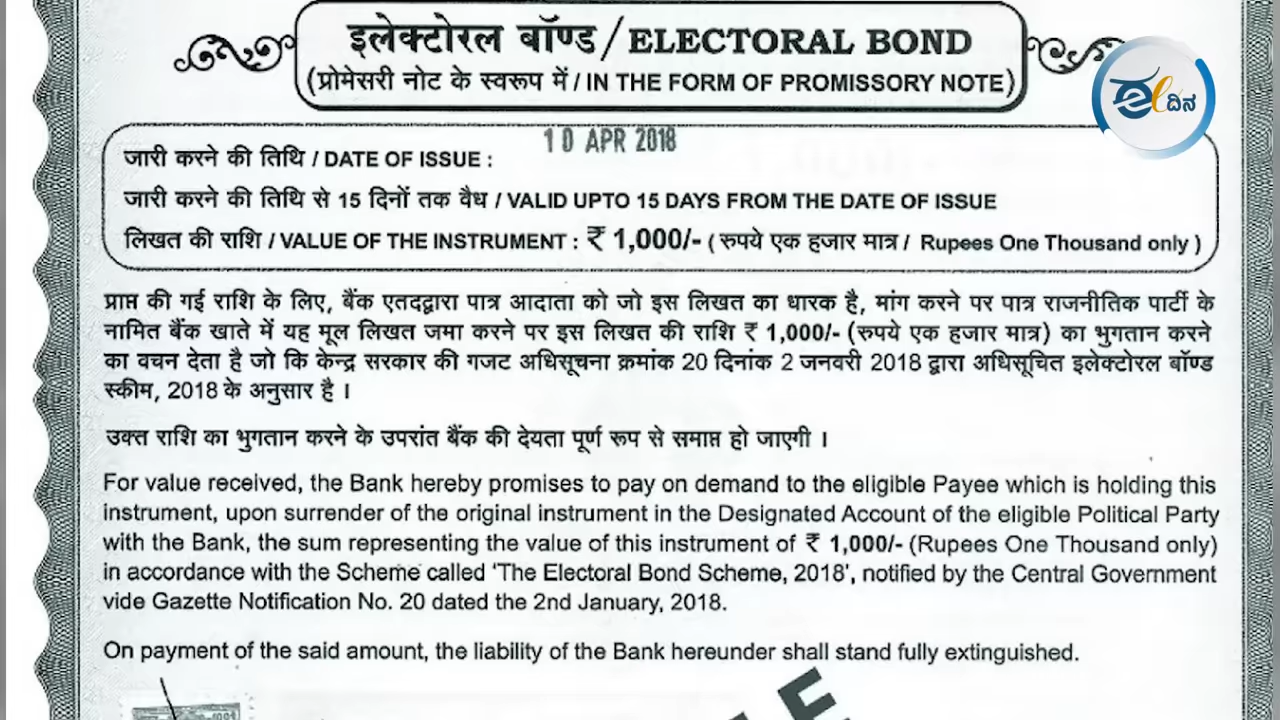 इलेक्टोरल बॉण्ड/ELECTORAL BOND
(प्रोमेसरी नोट के स्वरूप में/IN THE FORM OF PROMISSORY NOTE)
elದಿನ
10 APR 2018
जारी करने की तिथि / DATE OF ISSUE :
जारी करने की तिथि से 15 दिनों तक वैध / VALID UPTO 15 DAYS FROM THE DATE OF ISSUE
लिखत की राशि / VALUE OF THE INSTRUMENT : ₹ 1,000/- ( रुपये एक हजार मात्र / Rupees One Thousand only )
प्राप्त की गई राशि के लिए, बैंक एतदद्वारा पात्र आदाता को जो इस लिखत का धारक है, मांग करने पर पात्र राजनीतिक पार्टी के
नामित बैंक खाते में यह मूल लिखत जमा करने पर इस लिखत की राशि ₹ 1,000/- (रुपये एक हजार मात्र) का भुगतान करने
का वचन देता है जो कि केन्द्र सरकार की गजट अधिसूचना क्रमांक 20 दिनांक 2 जनवरी 2018 द्वारा अधिसूचित इलेक्टोरल बॉण्ड
स्कीम, 2018 के अनुसार है ।
उक्त राशि का भुगतान करने के उपरांत बैंक की देयता पूर्ण रूप से समाप्त हो जाएगी ।
For value received, the Bank hereby promises to pay on demand to the eligible Payee which is holding this
instrument, upon surrender of the original instrument in the Designated Account of the eligible Political Party
with the Bank, the sum representing the value of this instrument of ₹ 1,000/- (Rupees One Thousand only)
in accordance with the Scheme called 'The Electoral Bond Scheme, 2018', notified by the Central Government
vide Gazette Notification No. 20 dated the 2nd January, 2018.
On payment of the said amount, the liability of the Bank hereunder shall stand fully extinguished.